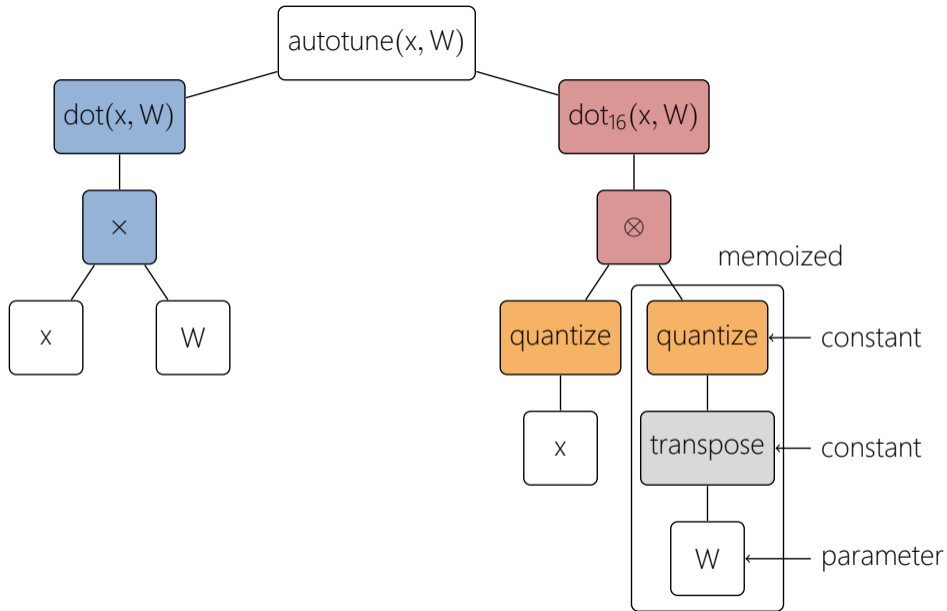 autotune(x, W)
dot(x, W)
dot₁₆(x, W)
×
⊗
memoized
x
W
quantize
quantize
constant
x
transpose
constant
W
parameter